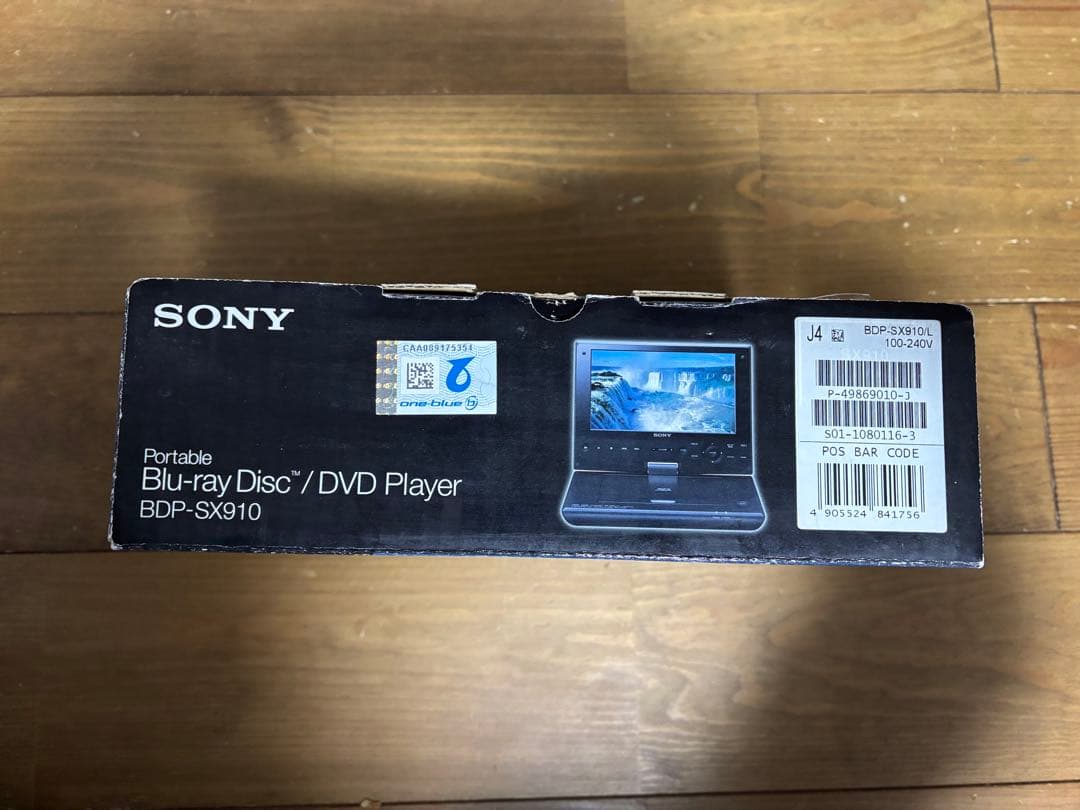 SONY
CAA089175354
one-blue
Portable
Blu-ray Disc™ / DVD Player
BDP-SX910
SONY
J4
BDP-SX910/L
100-240V
P-49869010-J
S01-1080116-3
POS BAR CODE
4 905524 841756